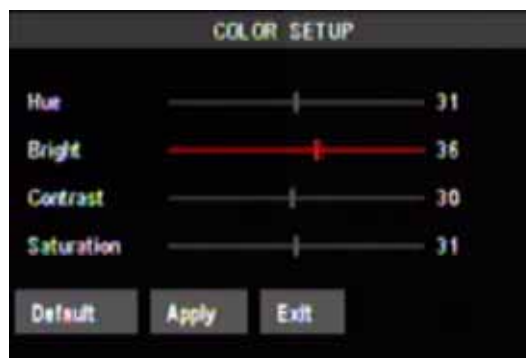 COLOR SETUP
Hue 31
Bright 36
Contrast 30
Saturation 31
Default Apply Exit